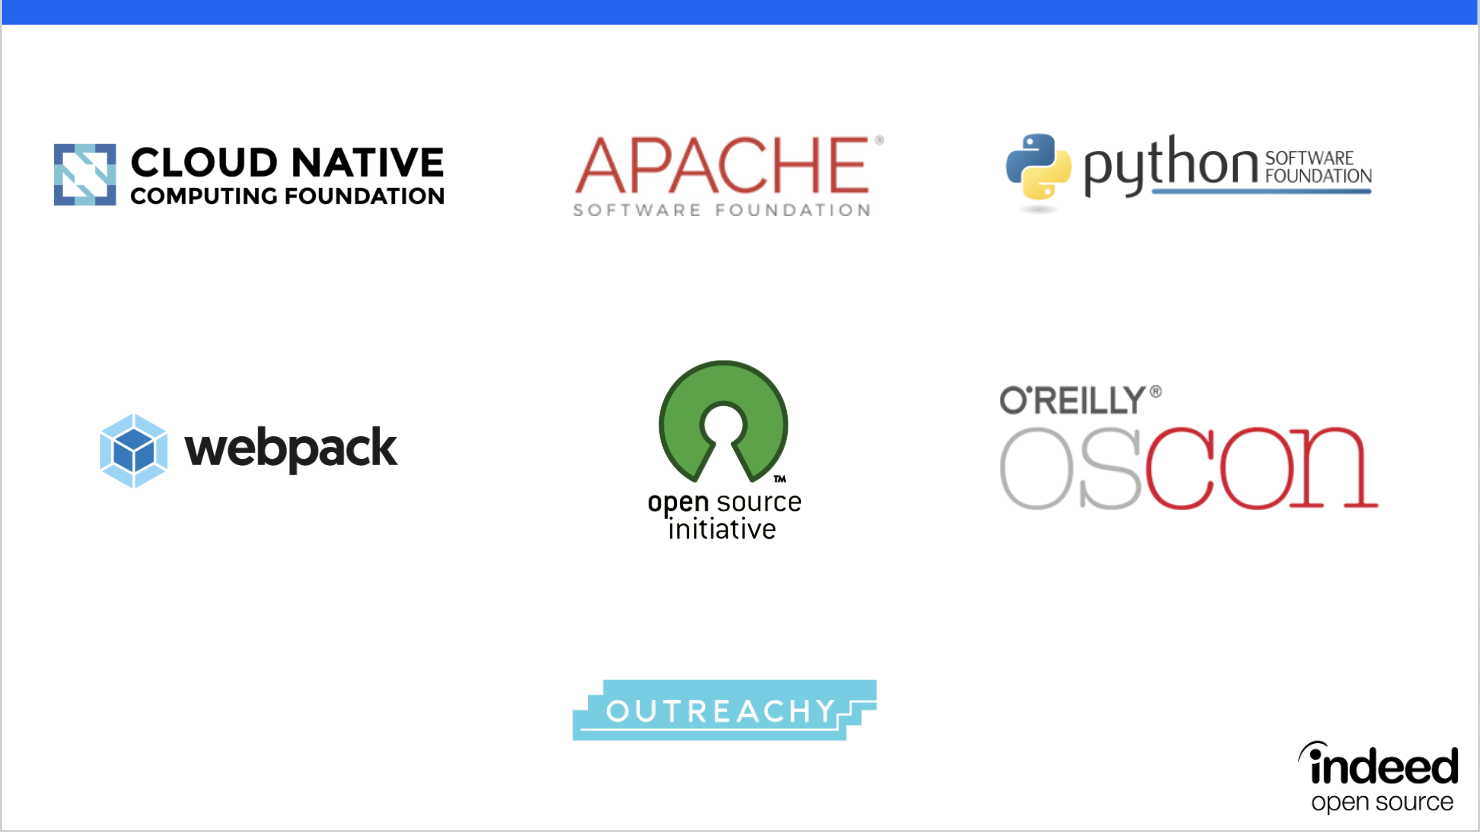 CLOUD NATIVE
COMPUTING FOUNDATION
APACHE®
SOFTWARE FOUNDATION
python SOFTWARE
FOUNDATION
webpack
open source
initiative
TM
O'REILLY®
OSCON
OUTREACHY
indeed
open source